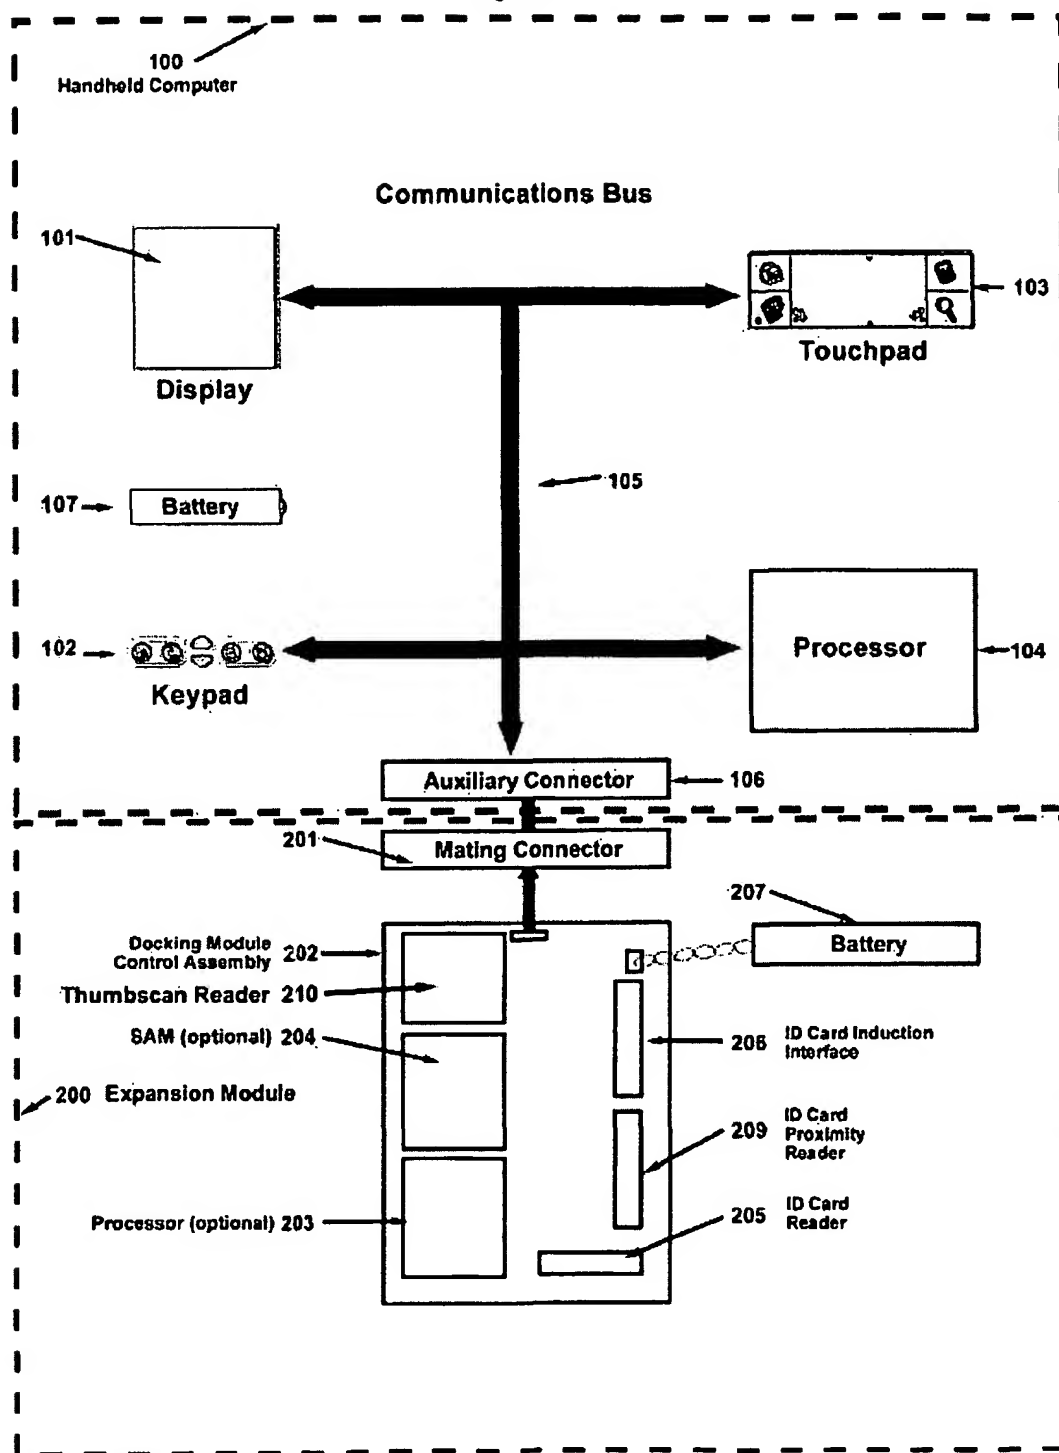 100
Handheld Computer
Communications Bus
101
103
Touchpad
Display
105
107
Battery
102
Keypad
Processor
104
Auxiliary Connector
106
201
Mating Connector
207
Battery
Docking Module
Control Assembly
202
Thumbscan Reader 210
SAM (optional) 204
206
ID Card Induction
Interface
200 Expansion Module
209
ID Card
Proximity
Reader
Processor (optional) 203
205
ID Card
Reader